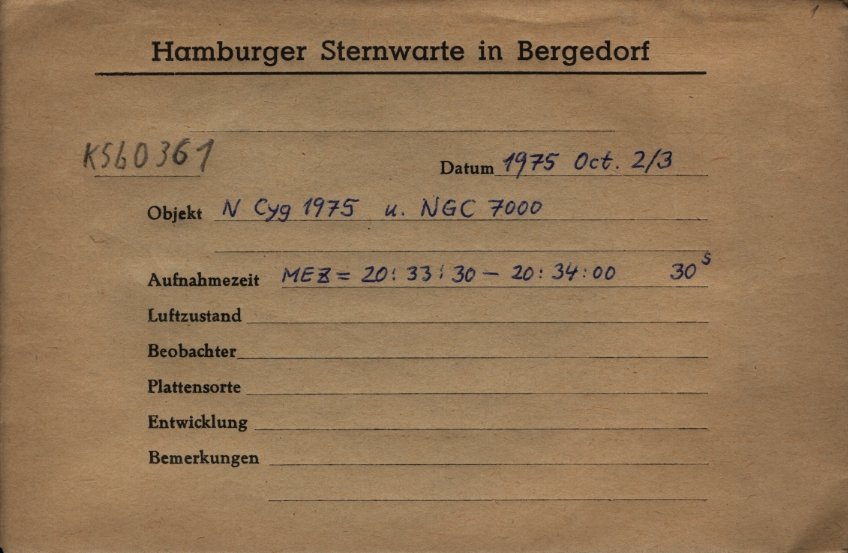 Hamburger Sternwarte in Bergedorf
KSb0361
Datum 1975 Oct. 2/3
Objekt N Cyg 1975 u. NGC 7000
Aufnahmezeit MEZ = 20:33:30 – 20:34:00 30s
Luftzustand
Beobachter
Plattensorte
Entwicklung
Bemerkungen